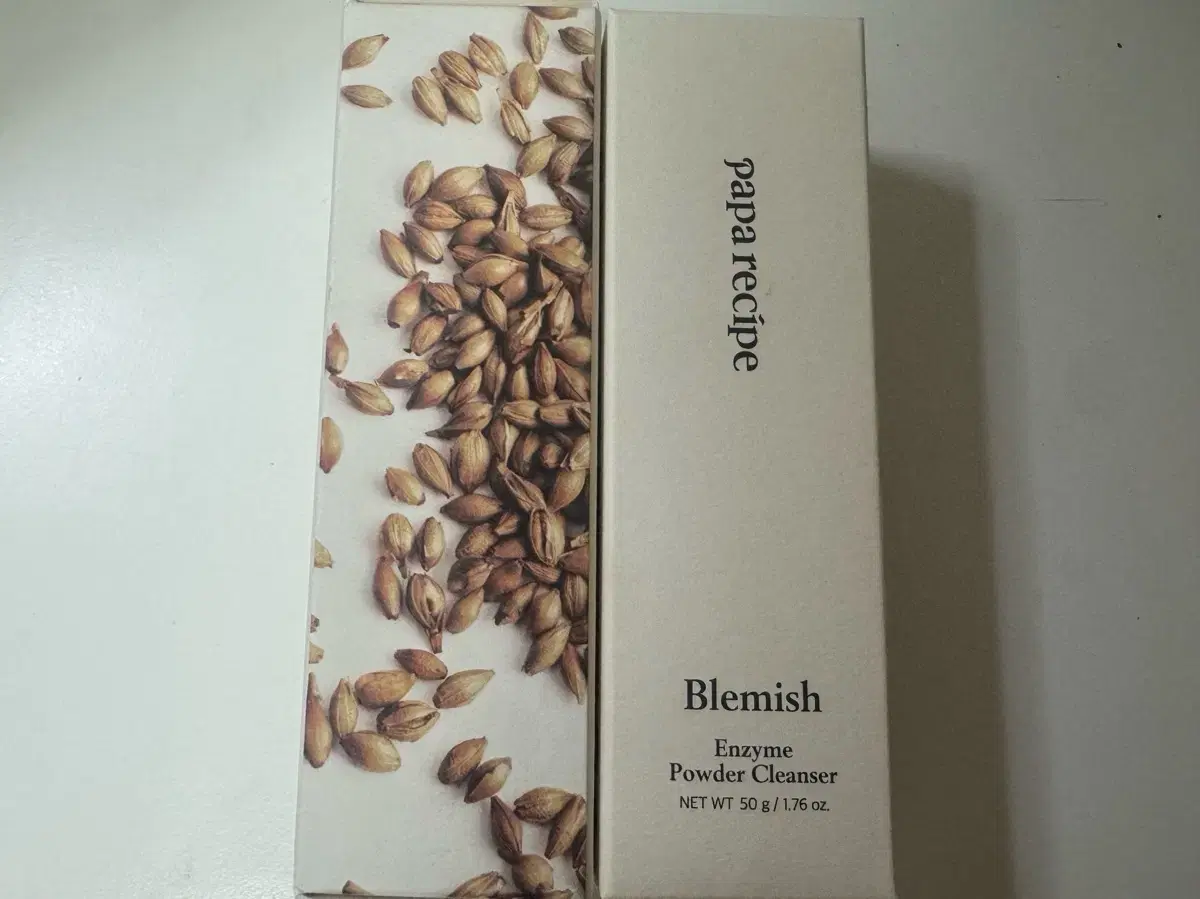 papa recipe
Blemish
Enzyme
Powder Cleanser
NET WT 50 g / 1.76 oz.